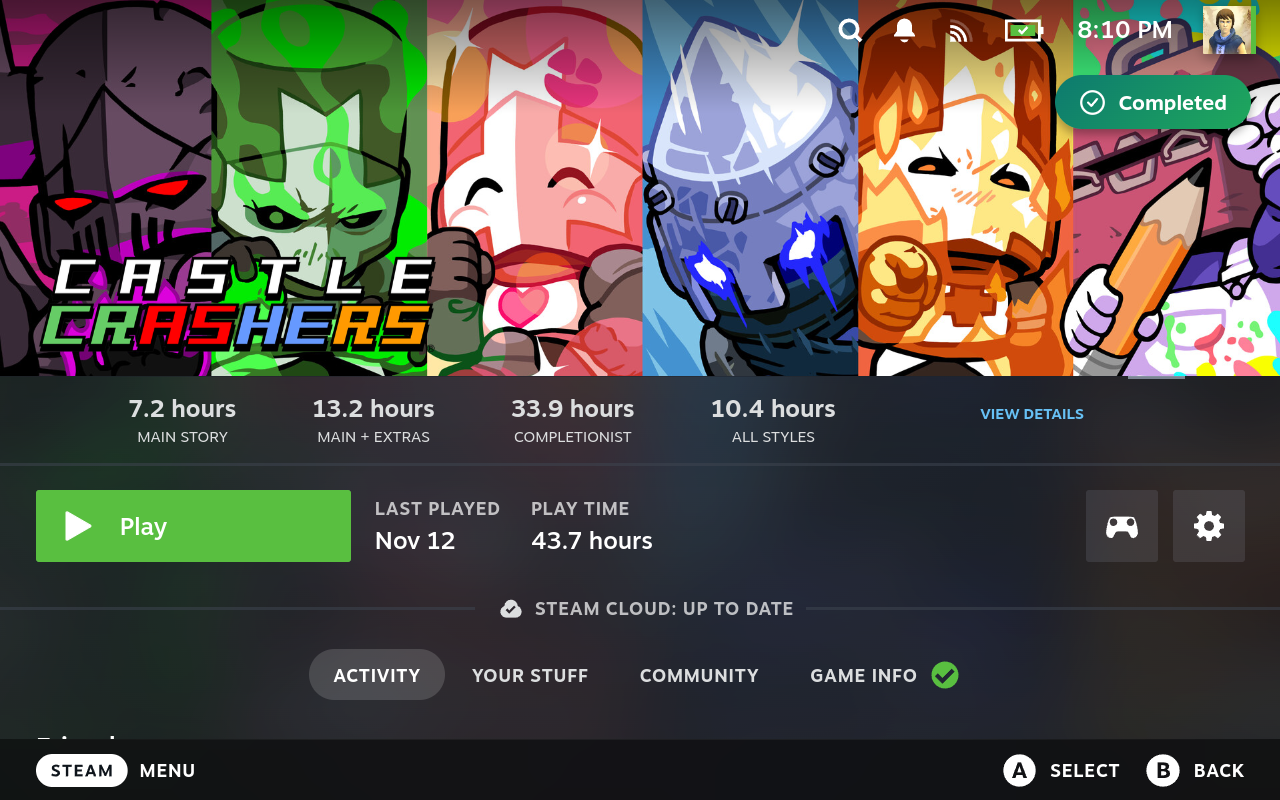 8:10 PM
Completed
CASTLE
CRASHERS
7.2 hours
MAIN STORY
13.2 hours
MAIN + EXTRAS
33.9 hours
COMPLETIONIST
10.4 hours
ALL STYLES
VIEW DETAILS
Play
LAST PLAYED
Nov 12
PLAY TIME
43.7 hours
STEAM CLOUD: UP TO DATE
ACTIVITY
YOUR STUFF
COMMUNITY
GAME INFO
STEAM MENU
A SELECT
B BACK